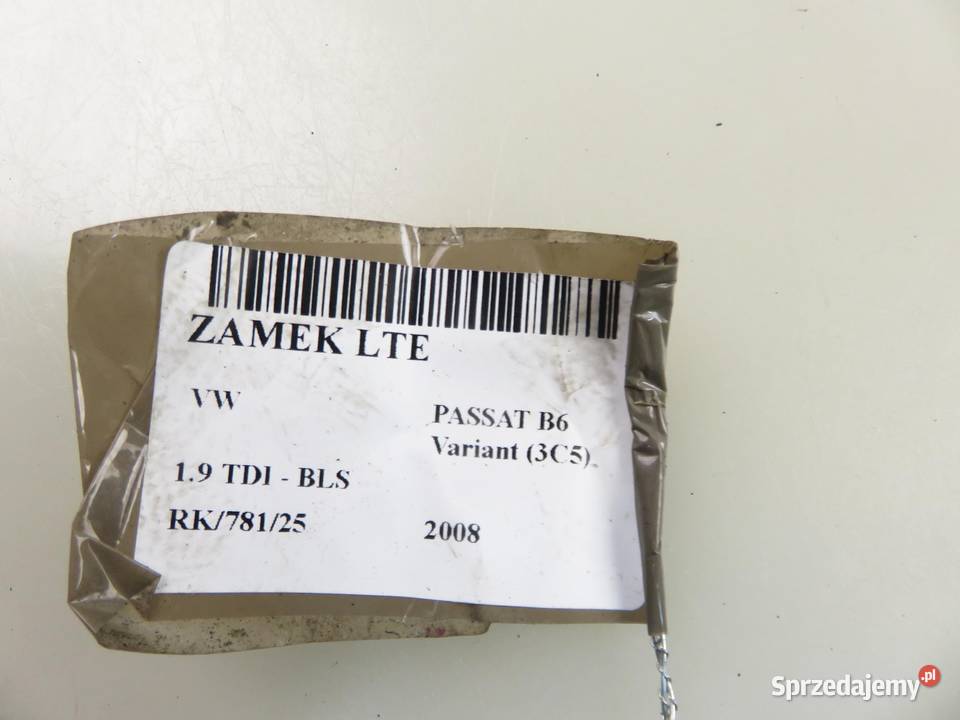 ZAMEK LTE
VW
PASSAT B6
Variant (3C5)
1.9 TDI - BLS
RK/781/25
2008
Sprzedajemy.pl